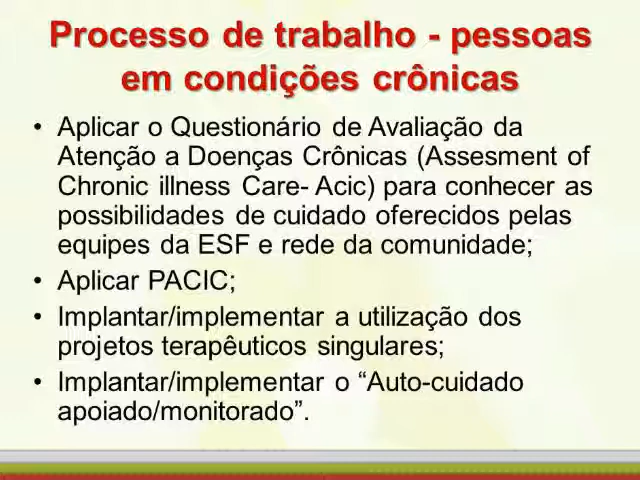 Processo de trabalho - pessoas
em condições crônicas
• Aplicar o Questionário de Avaliação da
Atenção a Doenças Crônicas (Assesment of
Chronic illness Care- Acic) para conhecer as
possibilidades de cuidado oferecidos pelas
equipes da ESF e rede da comunidade;
• Aplicar PACIC;
• Implantar/implementar a utilização dos
projetos terapêuticos singulares;
• Implantar/implementar o “Auto-cuidado
apoiado/monitorado”.